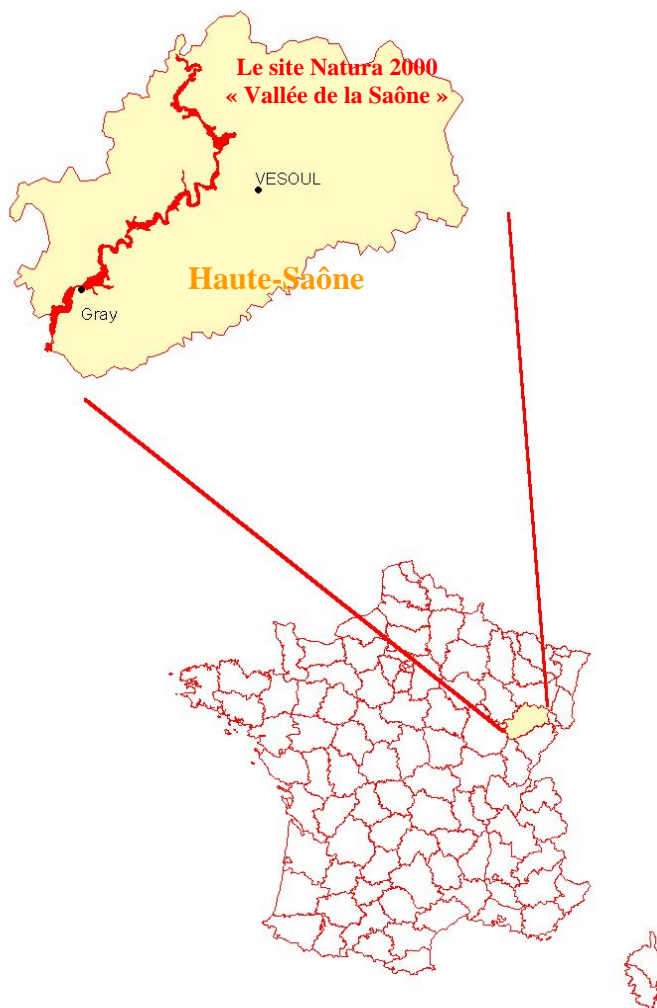 Le site Natura 2000
« Vallée de la Saône »
VESOUL
Haute-Saône
Gray